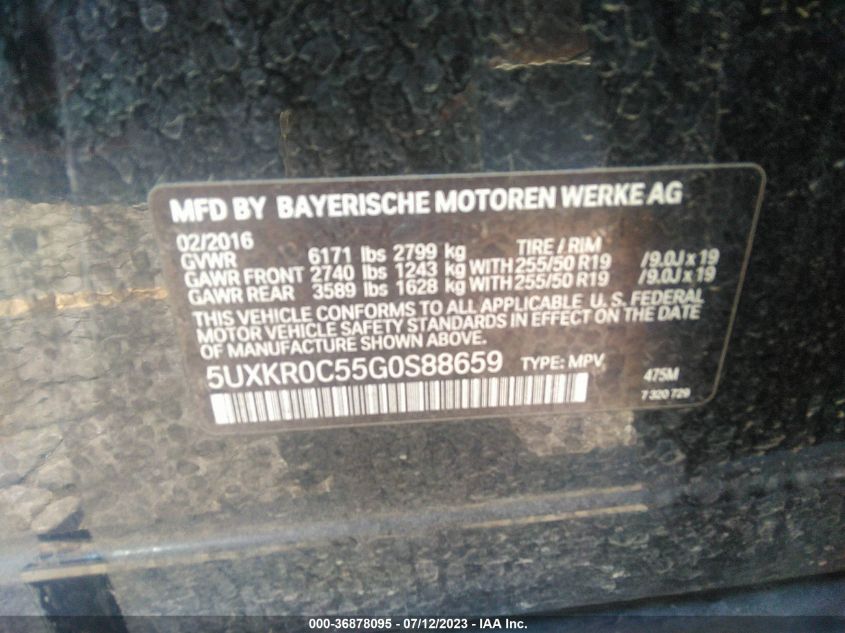 MFD BY BAYERISCHE MOTOREN WERKE AG
02/2016 TIRE / RIM
GVWR 6171 lbs 2799 kg
GAWR FRONT 2740 lbs 1243 kg WITH 255/50 R19 /9.0J x 19
GAWR REAR 3589 lbs 1628 kg WITH 255/50 R19 /9.0J x 19
THIS VEHICLE CONFORMS TO ALL APPLICABLE U. S. FEDERAL
MOTOR VEHICLE SAFETY STANDARDS IN EFFECT ON THE DATE
OF MANUFACTURE SHOWN ABOVE.
5UXKR0C55G0S88659 TYPE: MPV
475M
7 320 729
000-36878095 - 07/12/2023 - IAA Inc.